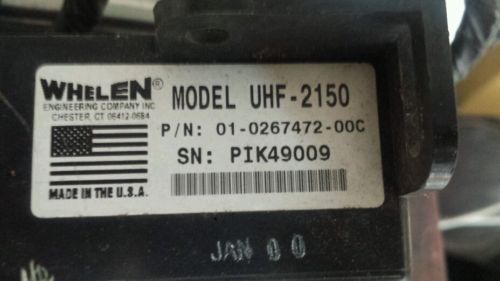 WHELEN®
ENGINEERING COMPANY INC
CHESTER, CT 06412-0684
MODEL UHF-2150
P/N: 01-0267472-00C
SN: PIK49009
MADE IN THE U.S.A.
JAN 00